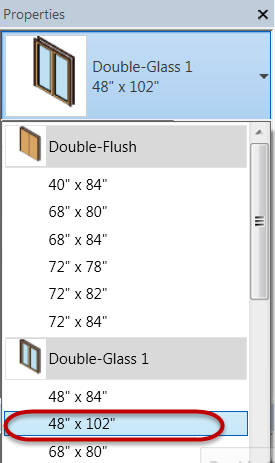 Properties
Double-Glass 1
48" x 102"
Double-Flush
40" x 84"
68" x 80"
68" x 84"
72" x 78"
72" x 82"
72" x 84"
Double-Glass 1
48" x 84"
48" x 102"
68" x 80"